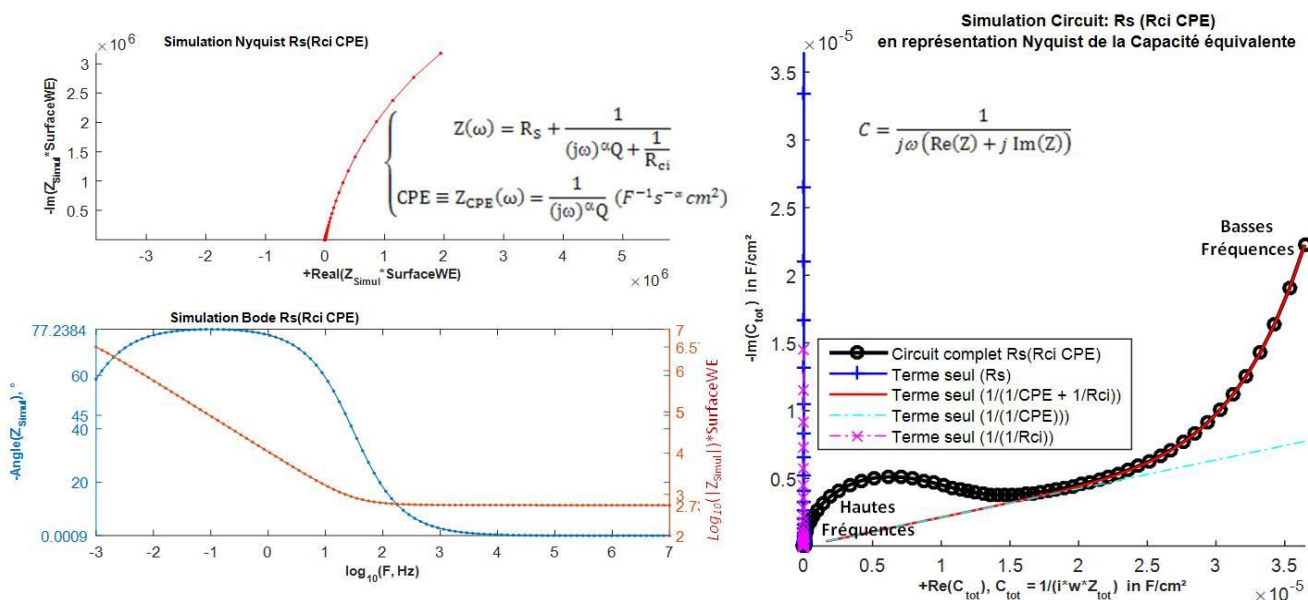 Simulation Nyquist Rs(Rci CPE)
× 10^6
3
2.5
2
1.5
1
0.5
-Im(Z_Simul*SurfaceWE)
Z(ω) = R_S + 1/((jω)^α Q + 1/R_ci)
CPE ≡ Z_CPE(ω) = 1/((jω)^α Q) (F^-1 s^-α cm^2)
-3 -2 -1 0 1 2 3 4 5
× 10^6
+Real(Z_Simul*SurfaceWE)
Simulation Bode Rs(Rci CPE)
77.2384
60
45
40
20
0.0009
-Angle(Z_Simul),°
7
6.5
6
5
4
3
2.7
2
Log_10(|Z_Simul|)*SurfaceWE
-3 -2 -1 0 1 2 3 4 5 6 7
log_10(F, Hz)
Simulation Circuit: Rs (Rci CPE)
en représentation Nyquist de la Capacité équivalente
× 10^-5
3.5
3
2.5
2
1.5
1
0.5
0
-Im(C_tot) in F/cm²
C = 1/(jω(Re(Z) + j Im(Z)))
Basses
Fréquences
Circuit complet Rs(Rci CPE)
Terme seul (Rs)
Terme seul (1/(1/CPE + 1/Rci))
Terme seul (1/(1/CPE)))
Terme seul (1/(1/Rci))
Hautes
Fréquences
0 0.5 1 1.5 2 2.5 3 3.5
× 10^-5
+Re(C_tot), C_tot = 1/(i*w*Z_tot) in F/cm²